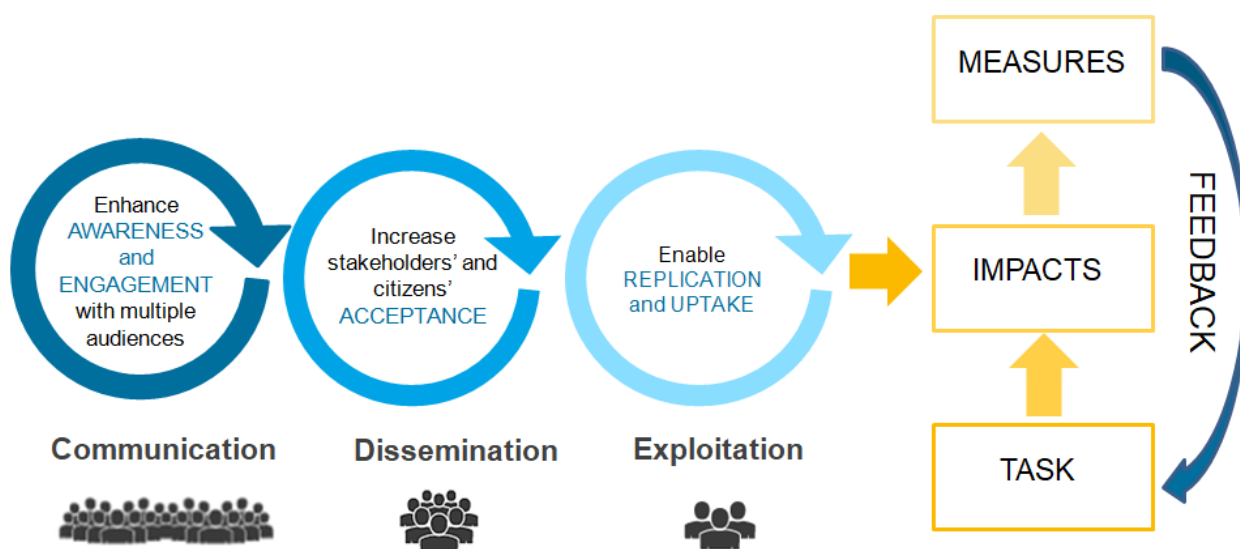 Enhance
AWARENESS
and
ENGAGEMENT
with multiple
audiences
Increase
stakeholders' and
citizens'
ACCEPTANCE
Enable
REPLICATION
and UPTAKE
Communication
Dissemination
Exploitation
MEASURES
IMPACTS
TASK
FEEDBACK